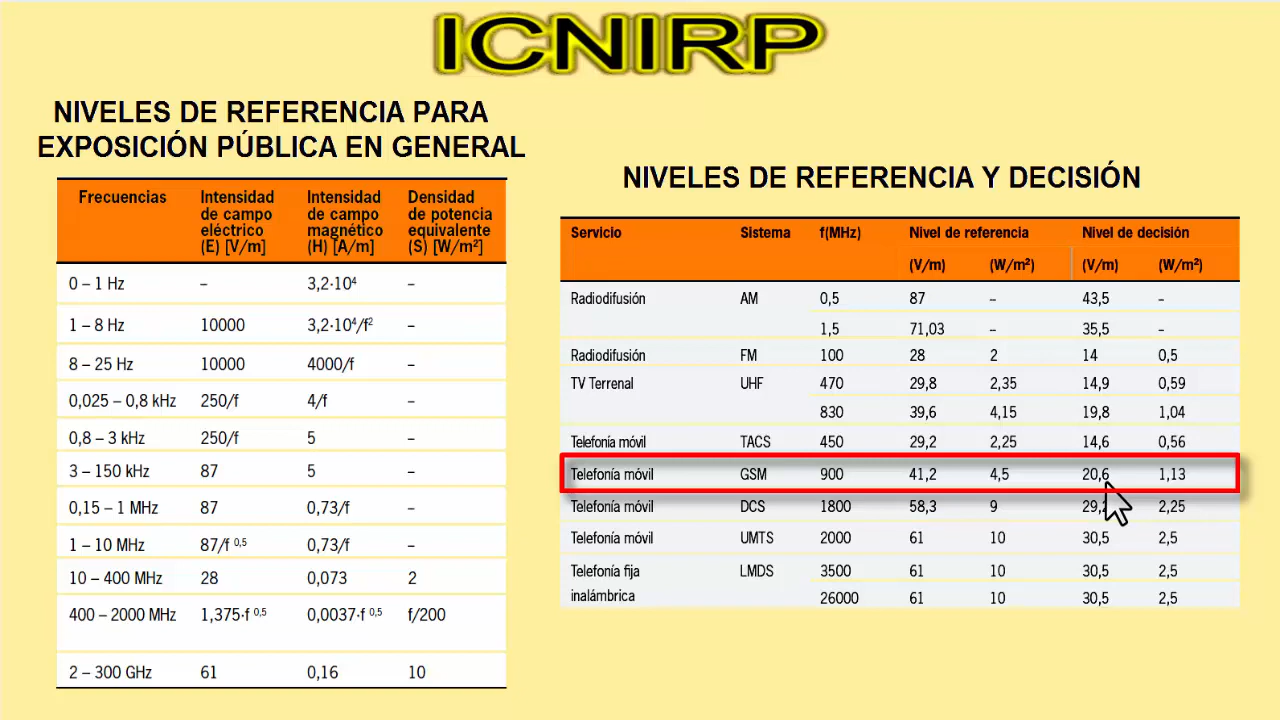 ICNIRP
NIVELES DE REFERENCIA PARA
EXPOSICIÓN PÚBLICA EN GENERAL
Frecuencias Intensidad de campo eléctrico (E) [V/m] Intensidad de campo magnético (H) [A/m] Densidad de potencia equivalente (S) [W/m²]
0 – 1 Hz – 3,2·10⁴ –
1 – 8 Hz 10000 3,2·10⁴/f² –
8 – 25 Hz 10000 4000/f –
0,025 – 0,8 kHz 250/f 4/f –
0,8 – 3 kHz 250/f 5 –
3 – 150 kHz 87 5 –
0,15 – 1 MHz 87 0,73/f –
1 – 10 MHz 87/f 0,5 0,73/f –
10 – 400 MHz 28 0,073 2
400 – 2000 MHz 1,375·f 0,5 0,0037·f 0,5 f/200
2 – 300 GHz 61 0,16 10
NIVELES DE REFERENCIA Y DECISIÓN
Servicio Sistema f(MHz) Nivel de referencia Nivel de decisión
(V/m) (W/m²) (V/m) (W/m²)
Radiodifusión AM 0,5 87 – 43,5 –
1,5 71,03 – 35,5 –
Radiodifusión FM 100 28 2 14 0,5
TV Terrenal UHF 470 29,8 2,35 14,9 0,59
830 39,6 4,15 19,8 1,04
Telefonía móvil TACS 450 29,2 2,25 14,6 0,56
Telefonía móvil GSM 900 41,2 4,5 20,6 1,13
Telefonía móvil DCS 1800 58,3 9 2,25
Telefonía móvil UMTS 2000 61 10 30,5 2,5
Telefonía fija LMDS 3500 61 10 30,5 2,5
inalámbrica 26000 61 10 30,5 2,5